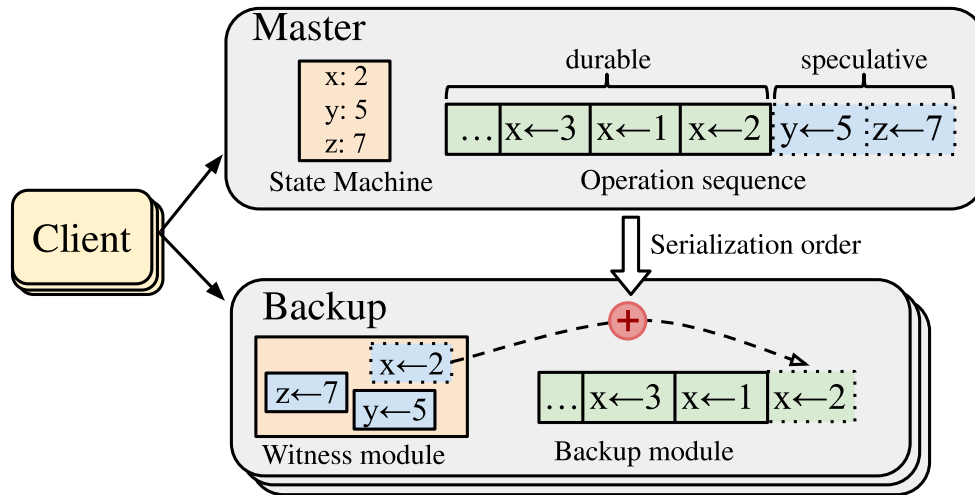 Master
durable
speculative
x: 2
y: 5
z: 7
... x←3 x←1 x←2 y←5 z←7
State Machine
Operation sequence
Client
Serialization order
Backup
+
x←2
z←7
y←5
... x←3 x←1 x←2
Witness module
Backup module